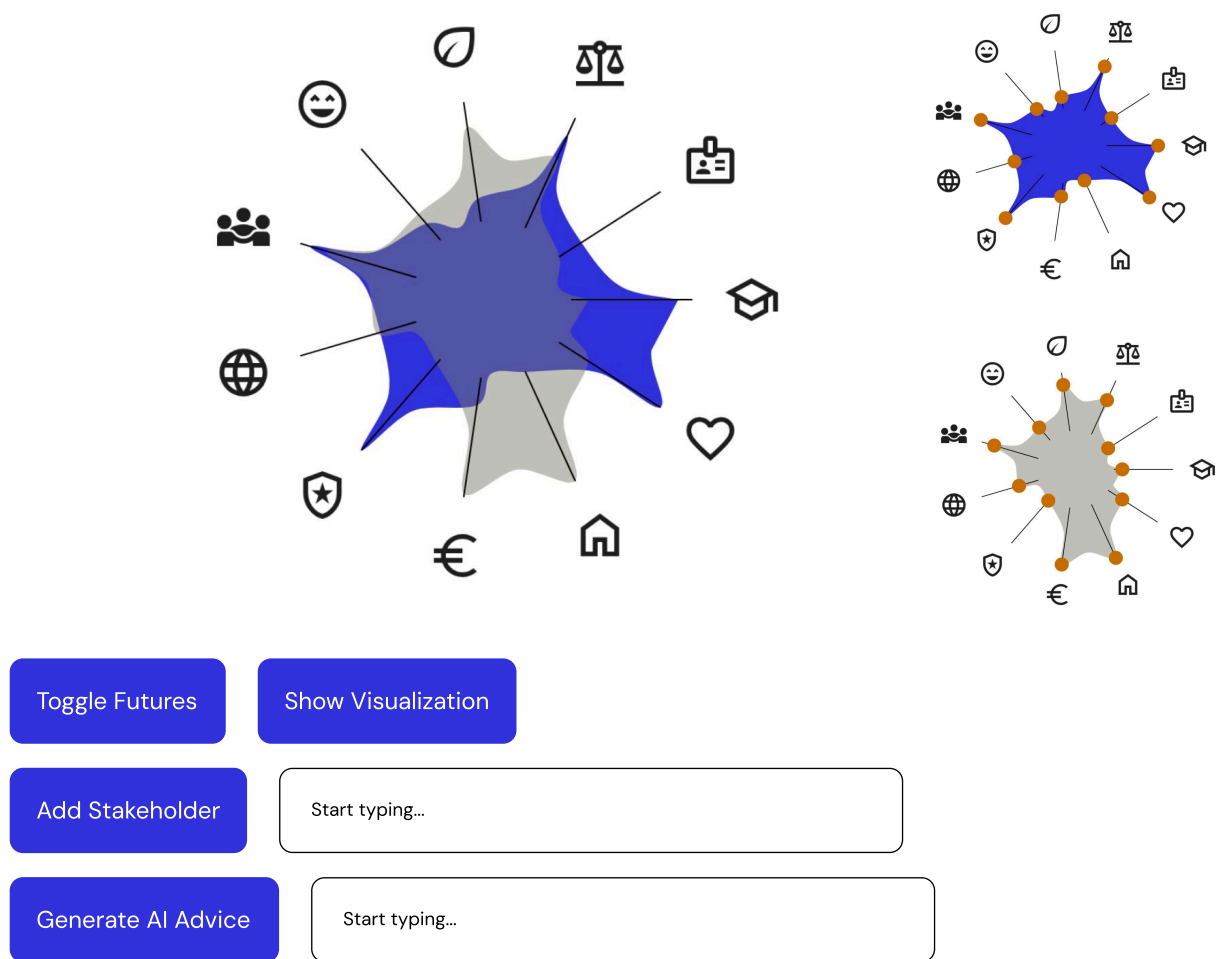 Toggle Futures
Show Visualization
Add Stakeholder
Start typing...
Generate AI Advice
Start typing...